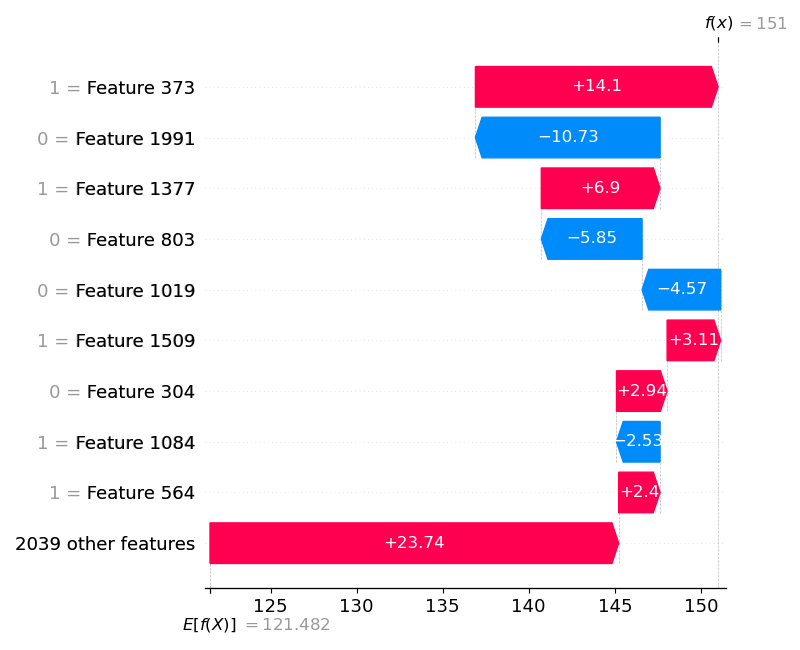 f(x) = 151
1 = Feature 373
+14.1
0 = Feature 1991
−10.73
1 = Feature 1377
+6.9
0 = Feature 803
−5.85
0 = Feature 1019
−4.57
1 = Feature 1509
+3.11
0 = Feature 304
+2.94
1 = Feature 1084
−2.53
1 = Feature 564
+2.4
2039 other features
+23.74
125 130 135 140 145 150
E[f(X)] = 121.482